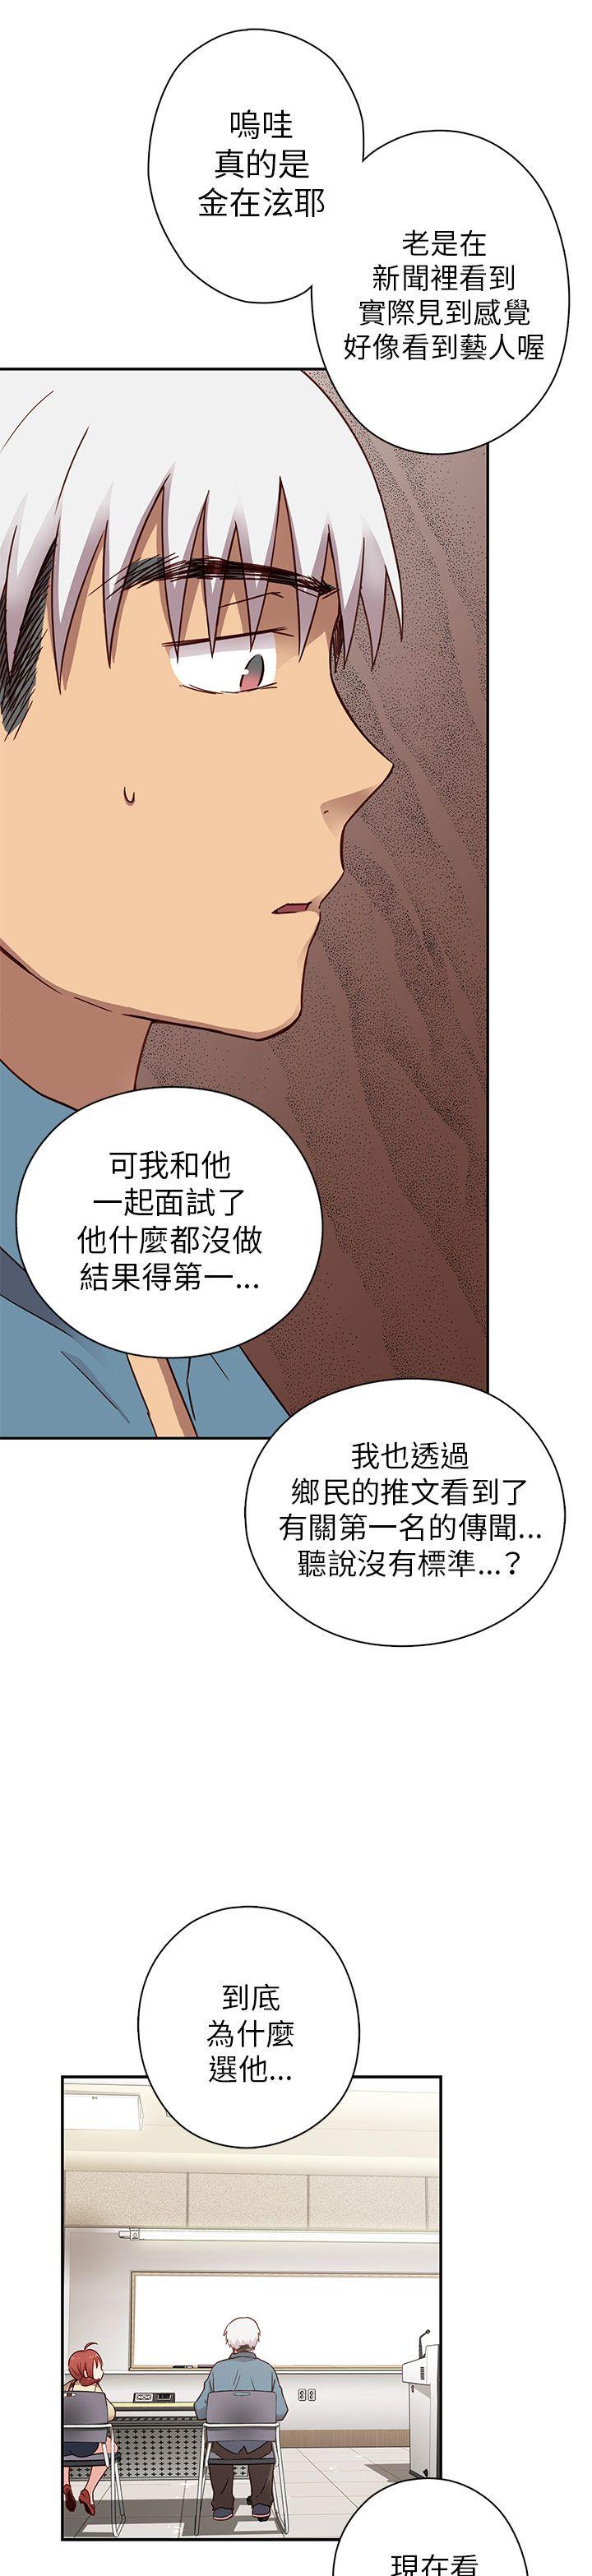 嗚哇
真的是
金在泫耶
老是在
新聞裡看到
實際見到感覺
好像看到藝人喔
可我和他
一起面試了
他什麼都沒做
結果得第一...
我也透過
鄉民的推文看到了
有關第一名的傳聞...
聽說沒有標準...?
到底
為什麼
選他...
現在看